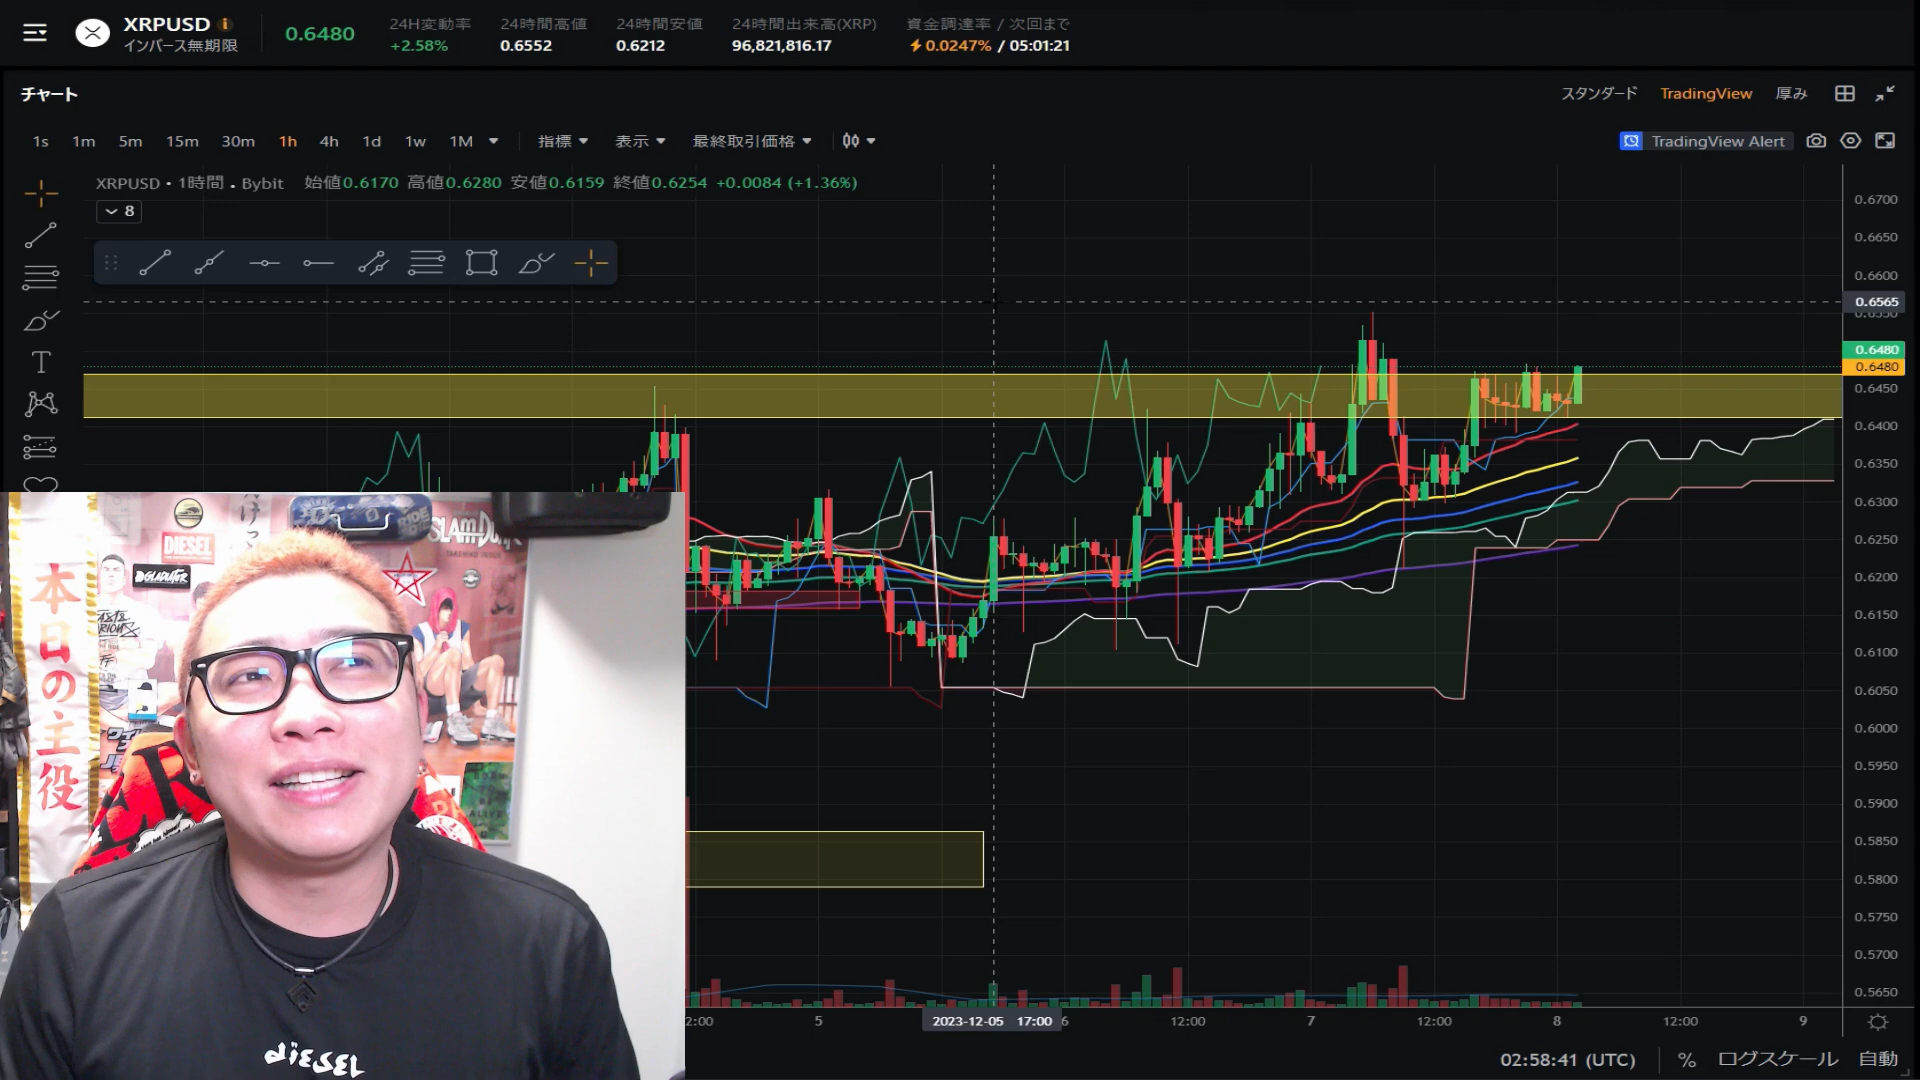 XRPUSD
インバース無期限
0.6480
24H変動率
+2.58%
24時間高値
0.6552
24時間安値
0.6212
24時間出来高(XRP)
96,821,816.17
資金調達率 / 次回まで
0.0247% / 05:01:21
チャート
スタンダード TradingView 厚み
1s 1m 5m 15m 30m 1h 4h 1d 1w 1M 指標 表示 最終取引価格
TradingView Alert
XRPUSD • 1時間 . Bybit 始値0.6170 高値0.6280 安値0.6159 終値0.6254 +0.0084 (+1.36%)
8
0.6700
0.6650
0.6600
0.6565
0.6550
0.6480
0.6480
0.6450
0.6400
0.6350
0.6300
0.6250
0.6200
0.6150
0.6100
0.6050
0.6000
0.5950
0.5900
0.5850
0.5800
0.5750
0.5700
0.5650
SLAM DUNK
DIESEL
GLADIATOR
本日の主役
DIESEL
2:00 5 2023-12-05 17:00 6 12:00 7 12:00 8 12:00 9
02:58:41 (UTC) % ログスケール 自動